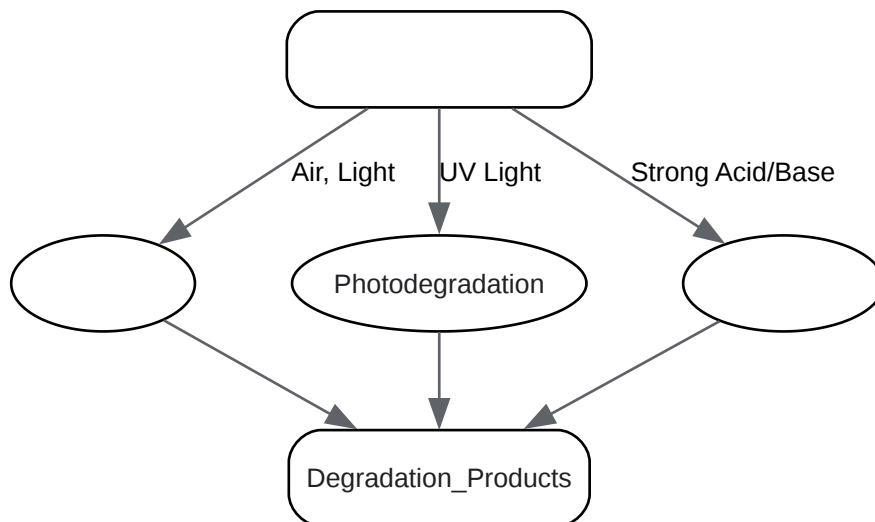 Air, Light
UV Light
Strong Acid/Base
Photodegradation
Degradation_Products